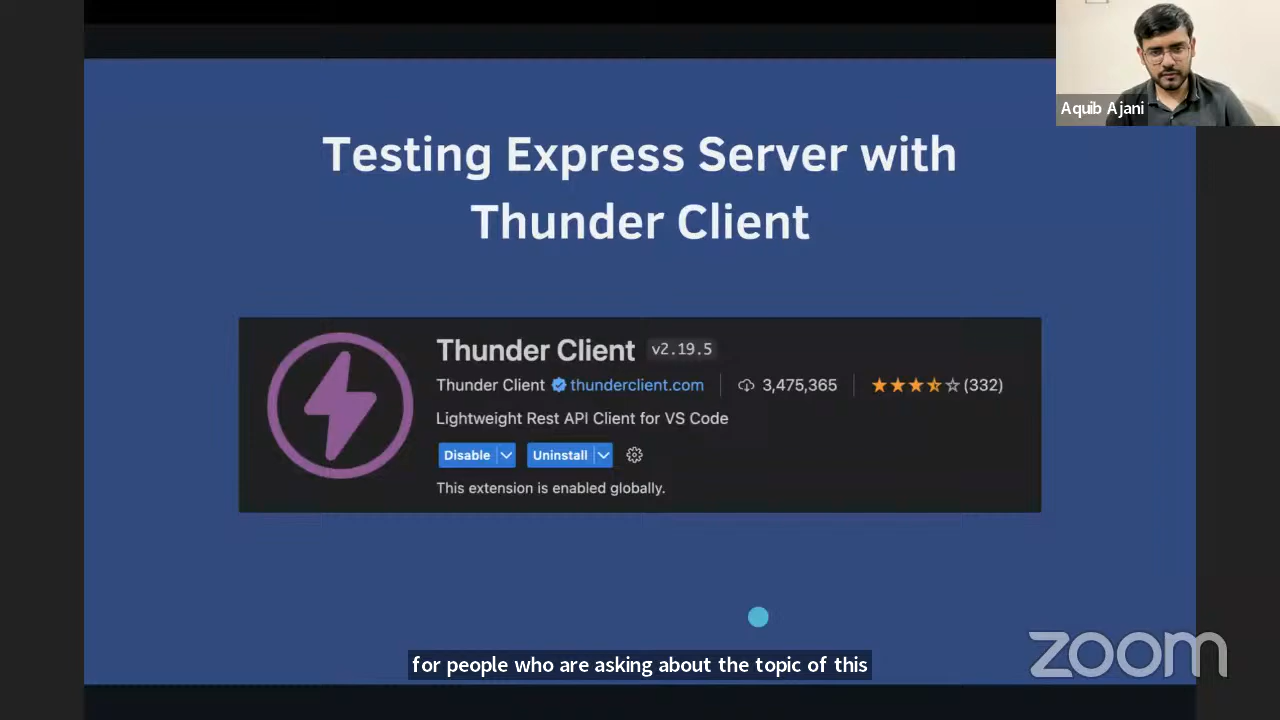 Aquib Ajani
Testing Express Server with
Thunder Client
Thunder Client v2.19.5
Thunder Client thunderclient.com 3,475,365 (332)
Lightweight Rest API Client for VS Code
Disable Uninstall
This extension is enabled globally.
for people who are asking about the topic of this
zoom